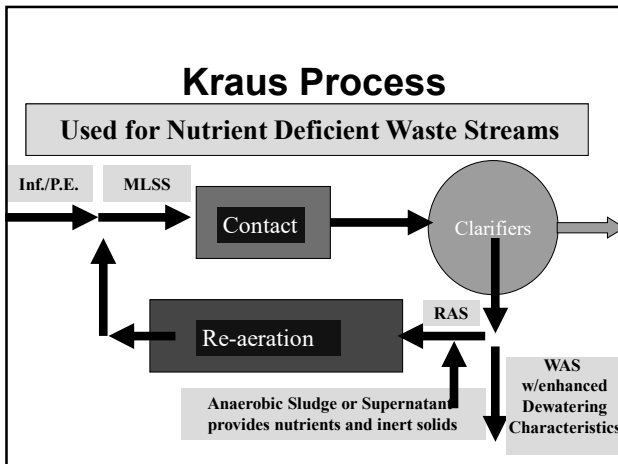 Kraus Process
Used for Nutrient Deficient Waste Streams
Inf./P.E.
MLSS
Contact
Clarifiers
Re-aeration
RAS
Anaerobic Sludge or Supernatant
provides nutrients and inert solids
WAS
w/enhanced
Dewatering
Characteristics